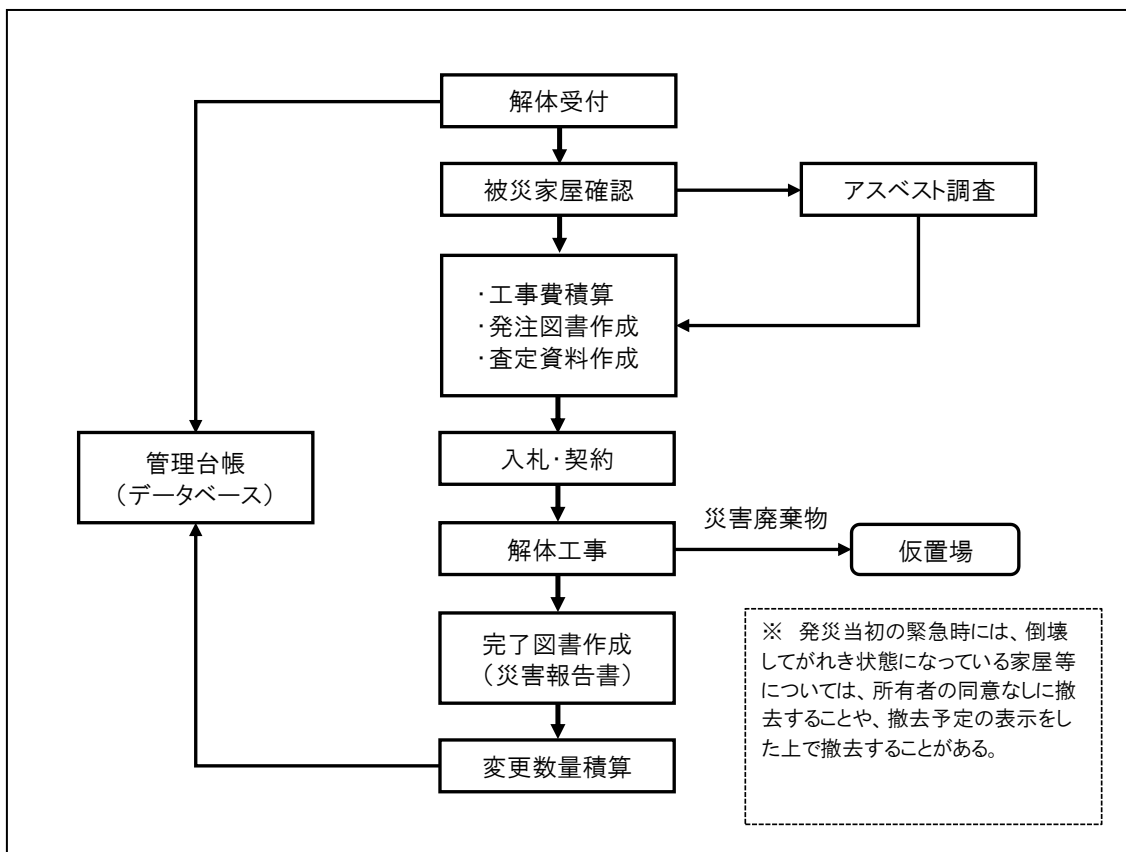 解体受付
被災家屋確認
アスベスト調査
・工事費積算
・発注図書作成
・査定資料作成
管理台帳
（データベース）
入札・契約
災害廃棄物
解体工事
仮置場
完了図書作成
（災害報告書）
※　発災当初の緊急時には、倒壊
してがれき状態になっている家屋等
については、所有者の同意なしに撤
去することや、撤去予定の表示をし
た上で撤去することがある。
変更数量積算